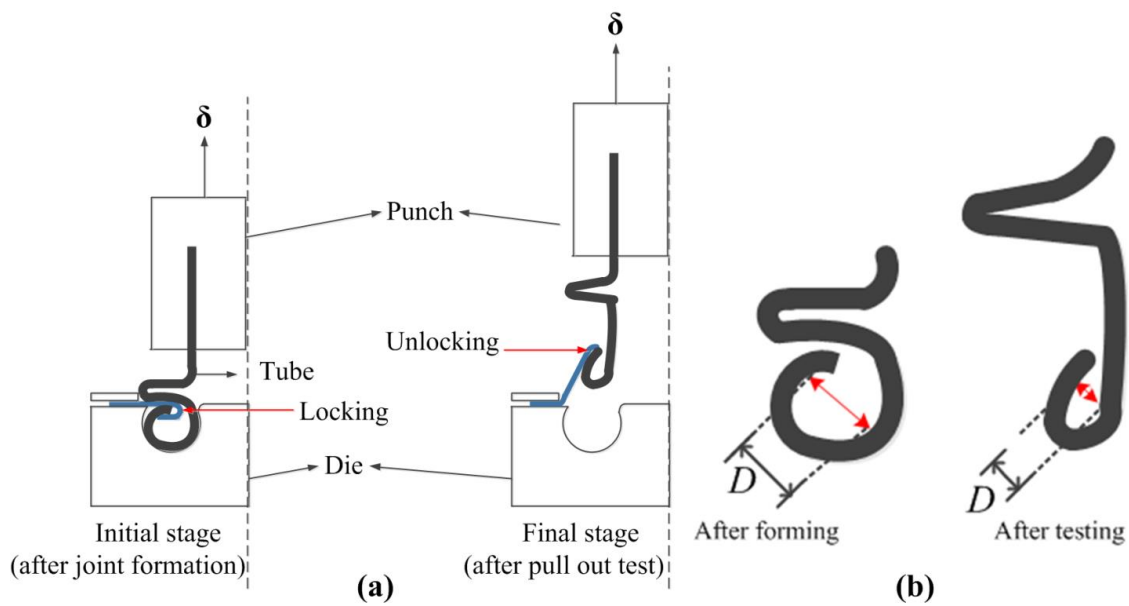 δ
δ
Punch
Unlocking
Tube
Locking
Die
Initial stage
(after joint formation)
Final stage
(after pull out test)
(a)
D
After forming
D
After testing
(b)